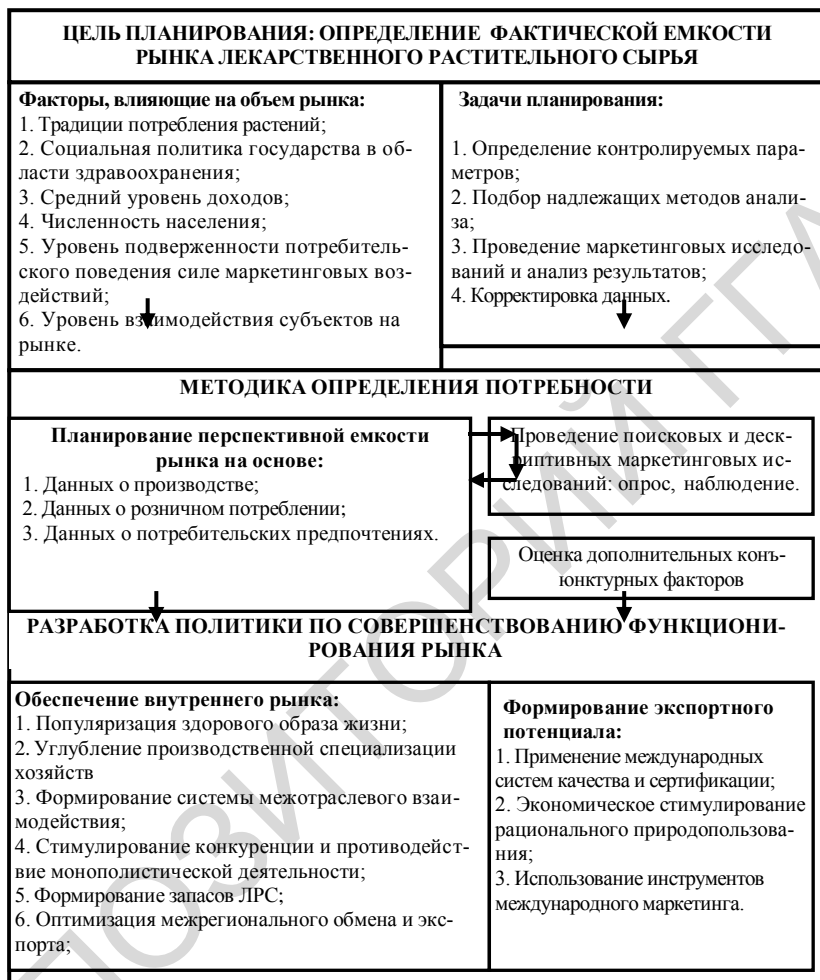 ЦЕЛЬ ПЛАНИРОВАНИЯ: ОПРЕДЕЛЕНИЕ ФАКТИЧЕСКОЙ ЕМКОСТИ
РЫНКА ЛЕКАРСТВЕННОГО РАСТИТЕЛЬНОГО СЫРЬЯ
Факторы, влияющие на объем рынка:
1. Традиции потребления растений;
2. Социальная политика государства в об-
ласти здравоохранения;
3. Средний уровень доходов;
4. Численность населения;
5. Уровень подверженности потребитель-
ского поведения силе маркетинговых воз-
действий;
6. Уровень взаимодействия субъектов на
рынке.
Задачи планирования:
1. Определение контролируемых пара-
метров;
2. Подбор надлежащих методов анали-
за;
3. Проведение маркетинговых исследо-
ваний и анализ результатов;
4. Корректировка данных.
МЕТОДИКА ОПРЕДЕЛЕНИЯ ПОТРЕБНОСТИ
Планирование перспективной емкости
рынка на основе:
1. Данных о производстве;
2. Данных о розничном потреблении;
3. Данных о потребительских предпочтениях.
Проведение поисковых и деск-
риптивных маркетинговых ис-
следований: опрос, наблюдение.
Оценка дополнительных конъ-
юнктурных факторов
РАЗРАБОТКА ПОЛИТИКИ ПО СОВЕРШЕНСТВОВАНИЮ ФУНКЦИОНИ-
РОВАНИЯ РЫНКА
Обеспечение внутреннего рынка:
1. Популяризация здорового образа жизни;
2. Углубление производственной специализации
хозяйств
3. Формирование системы межотраслевого взаи-
модействия;
4. Стимулирование конкуренции и противодейст-
вие монополистической деятельности;
5. Формирование запасов ЛРС;
6. Оптимизация межрегионального обмена и экс-
порта;
Формирование экспортного
потенциала:
1. Применение международных
систем качества и сертификации;
2. Экономическое стимулирование
рационального природопользова-
ния;
3. Использование инструментов
международного маркетинга.
ПОЗИТОРИЙ ГГА